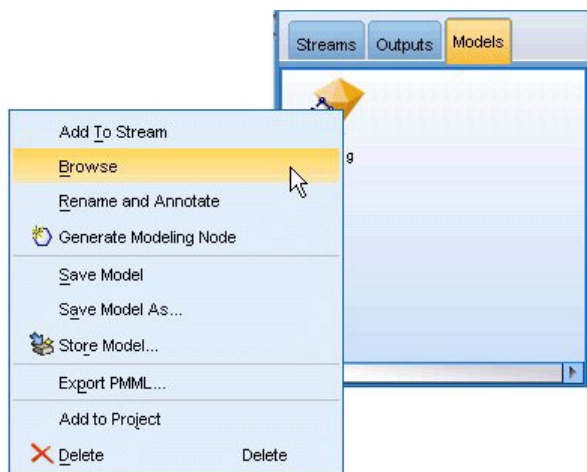 Streams Outputs Models
g
Add To Stream
Browse
Rename and Annotate
Generate Modeling Node
Save Model
Save Model As...
Store Model...
Export PMML...
Add to Project
Delete Delete